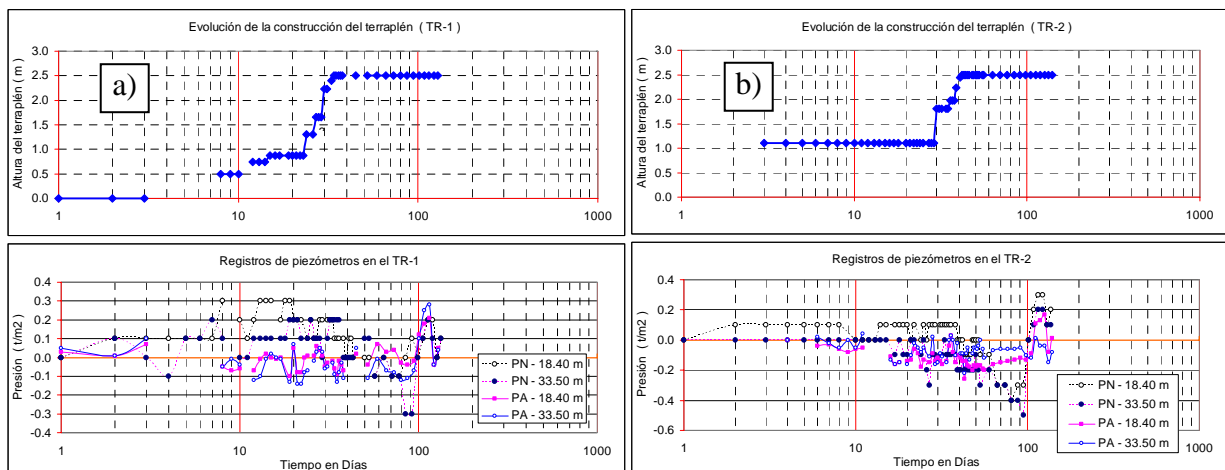 Evolución de la construcción del terraplén ( TR-1 )
Altura del terraplén ( m )
3.0
2.5
2.0
1.5
1.0
0.5
0.0
a)
1 10 100 1000
Evolución de la construcción del terraplén ( TR-2 )
Altura del terraplén ( m )
3.0
2.5
2.0
1.5
1.0
0.5
0.0
b)
1 10 100 1000
Registros de piezómetros en el TR-1
Presión ( t/m2 )
0.4
0.3
0.2
0.1
0.0
-0.1
-0.2
-0.3
-0.4
PN - 18.40 m
PN - 33.50 m
PA - 18.40 m
PA - 33.50 m
1 10 100 1000
Tiempo en Días
Registros de piezómetros en el TR-2
Presión ( t/m2 )
0.4
0.2
0.0
-0.2
-0.4
-0.6
PN - 18.40 m
PN - 33.50 m
PA - 18.40 m
PA - 33.50 m
1 10 100 1000
Tiempo en Días